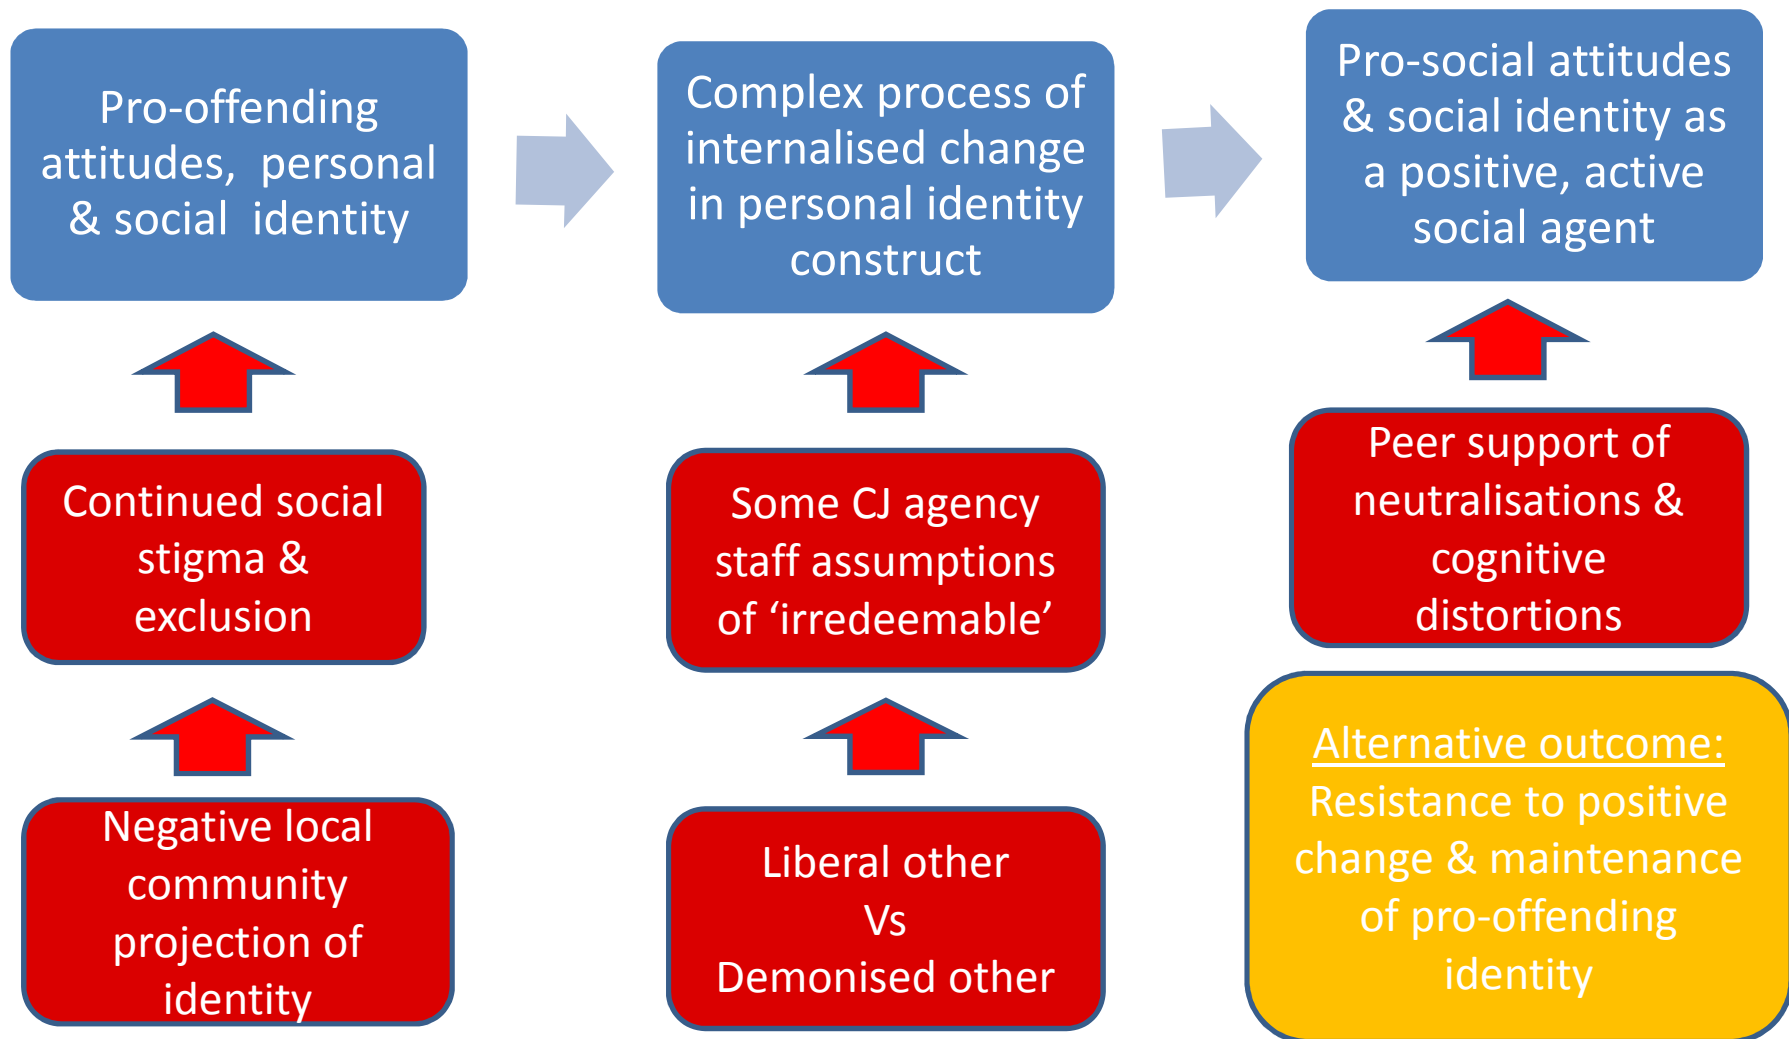 Pro-offending
attitudes,  personal
& social  identity
Complex process of
internalised change
in personal identity
construct
Pro-social attitudes
& social identity as
a positive, active
social agent
Continued social
stigma &
exclusion
Some CJ agency
staff assumptions
of ‘irredeemable’
Peer support of
neutralisations &
cognitive
distortions
Negative local
community
projection of
identity
Liberal other
Vs
Demonised other
Alternative outcome:
Resistance to positive
change & maintenance
of pro-offending
identity